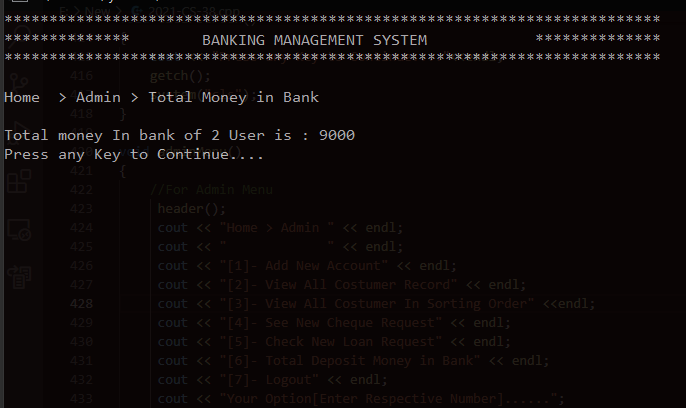 E: > New > 2021-CS-38.cpp
*************************************************************************
************** BANKING MANAGEMENT SYSTEM **************
*************************************************************************
416 getch();
Home > Admin > Total Money in Bank
418 }
Total money In bank of 2 User is : 9000
Press any Key to Continue....
421 {
422 //For Admin Menu
423 header();
424 cout << "Home > Admin " << endl;
425 cout << " " << endl;
426 cout << "[1]- Add New Account" << endl;
427 cout << "[2]- View All Costumer Record" << endl;
428 cout << "[3]- View All Costumer In Sorting Order" <<endl;
429 cout << "[4]- See New Cheque Request" << endl;
430 cout << "[5]- Check New Loan Request" << endl;
431 cout << "[6]- Total Deposit Money in Bank" << endl;
432 cout << "[7]- Logout" << endl;
433 cout << "Your Option[Enter Respective Number]......";